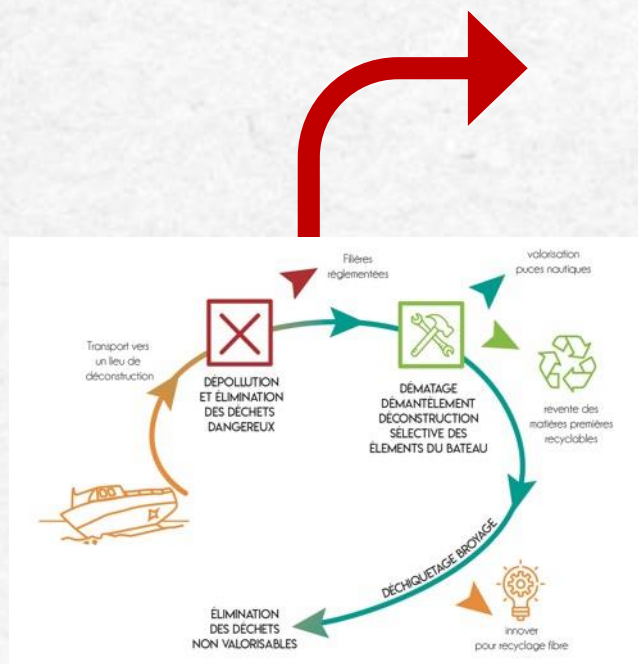 Transport vers
un lieu de
déconstruction
DÉPOLLUTION
ET ÉLIMINATION
DES DÉCHETS
DANGEREUX
Filières
réglementées
DÉMATAGE
DÉMANTÈLEMENT
DÉCONSTRUCTION
SÉLECTIVE DES
ÉLEMENTS DU BATEAU
valorisation
puces nautiques
revente des
matières premières
recyclables
DÉCHIQUETAGE BROYAGE
innover
pour recyclage fibre
ÉLIMINATION
DES DÉCHETS
NON VALORISABLES